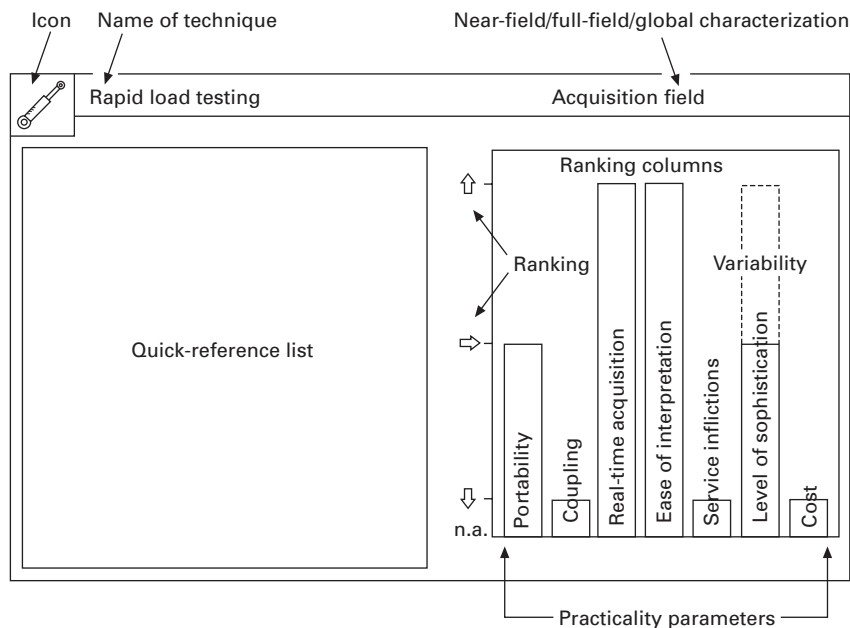 Icon
Name of technique
Near-field/full-field/global characterization
Rapid load testing
Acquisition field
Ranking columns
Ranking
Variability
Quick-reference list
n.a.
Portability
Coupling
Real-time acquisition
Ease of interpretation
Service inflictions
Level of sophistication
Cost
Practicality parameters